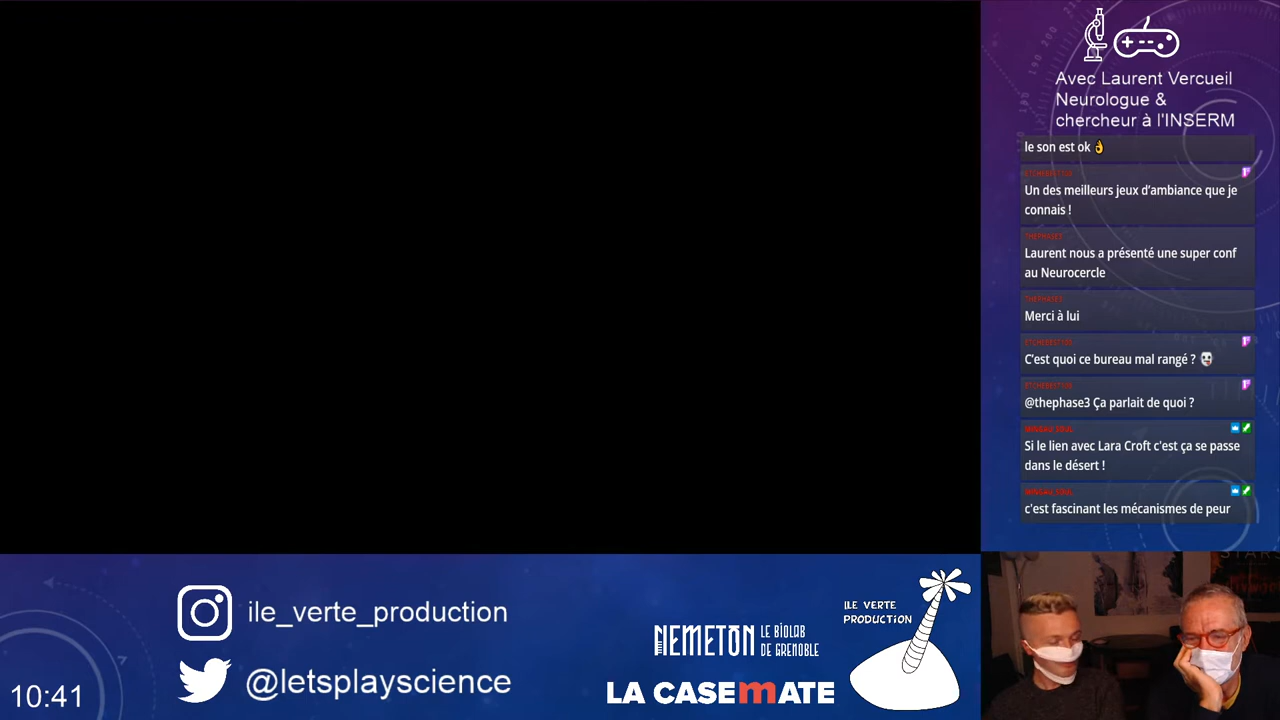 Avec Laurent Vercueil
Neurologue &
chercheur à l'INSERM
le son est ok 👌
Un des meilleurs jeux d'ambiance que je
connais !
THEPHASE3
Laurent nous a présenté une super conf
au Neurocercle
THEPHASE3
Merci à lui
C'est quoi ce bureau mal rangé ?
@thephase3 Ça parlait de quoi ?
Si le lien avec Lara Croft c'est ça se passe
dans le désert !
c'est fascinant les mécanismes de peur
ile_verte_production
@letsplayscience
10:41
NEMETON LE BIOLAB
DE GRENOBLE
LA CASEMATE
ILE VERTE
PRODUCTION